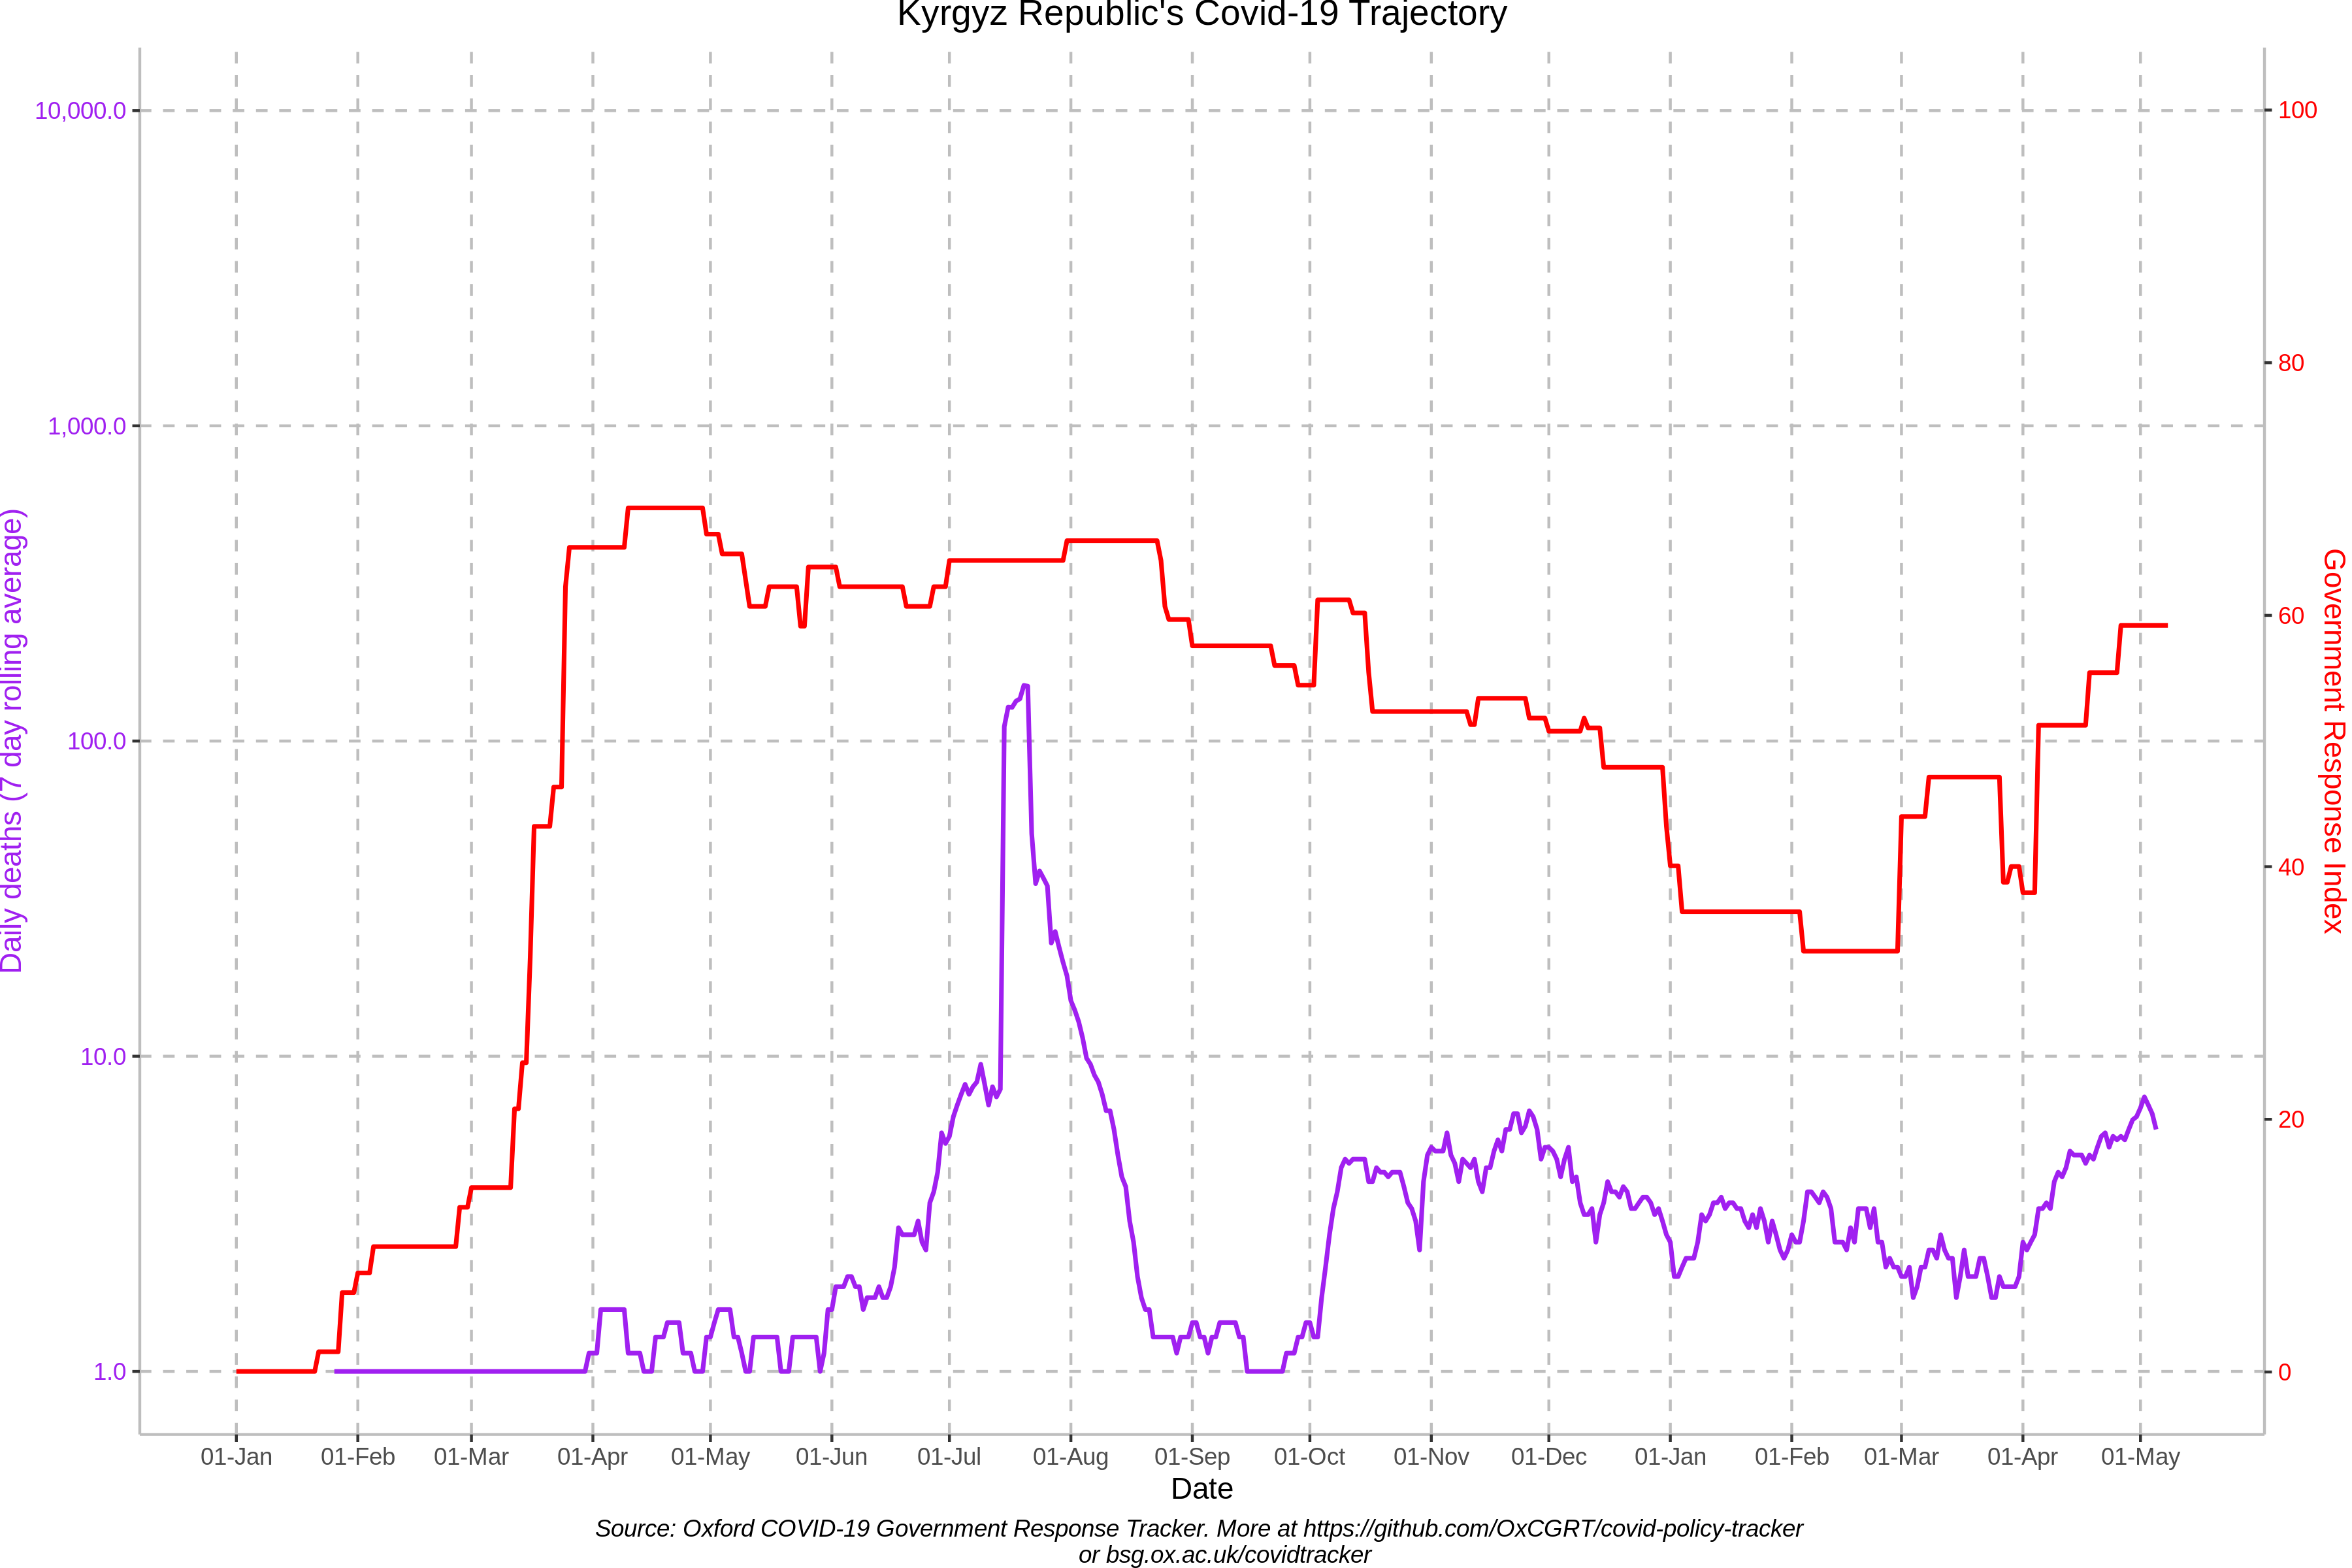 Kyrgyz Republic's Covid-19 Trajectory
10,000.0
1,000.0
100.0
10.0
1.0
Daily deaths (7 day rolling average)
100
80
60
40
20
0
Government Response Index
01-Jan 01-Feb 01-Mar 01-Apr 01-May 01-Jun 01-Jul 01-Aug 01-Sep 01-Oct 01-Nov 01-Dec 01-Jan 01-Feb 01-Mar 01-Apr 01-May
Date
Source: Oxford COVID-19 Government Response Tracker. More at https://github.com/OxCGRT/covid-policy-tracker
or bsg.ox.ac.uk/covidtracker